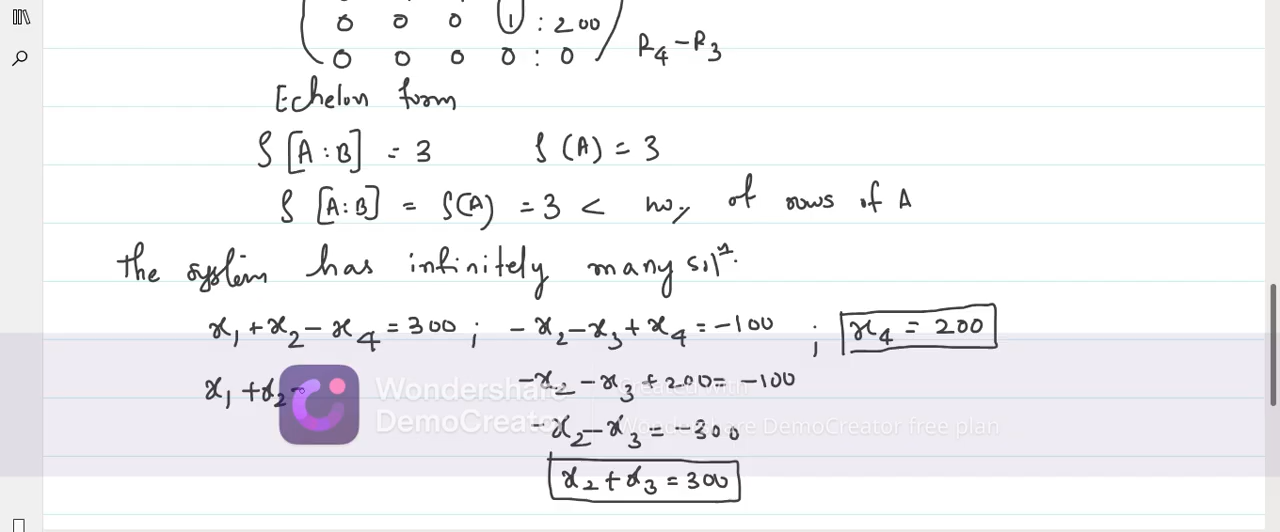 0 0 0 1 : 200
0 0 0 0 : 0 R4 - R3
Echelon form
ρ [A : B] = 3 ρ (A) = 3
ρ [A : B] = ρ(A) = 3 < no, of rows of A
the system has infinitely many solⁿ.
x₁ + x₂ - x₄ = 300 ; - x₂ - x₃ + x₄ = -100 ; x₄ = 200
x₁ + x₂ - -x₂ - x₃ + 200 = -100
-x₂ - x₃ = -300
x₂ + x₃ = 300
Wondershare
DemoCreator
Created with
Wondershare DemoCreator free plan